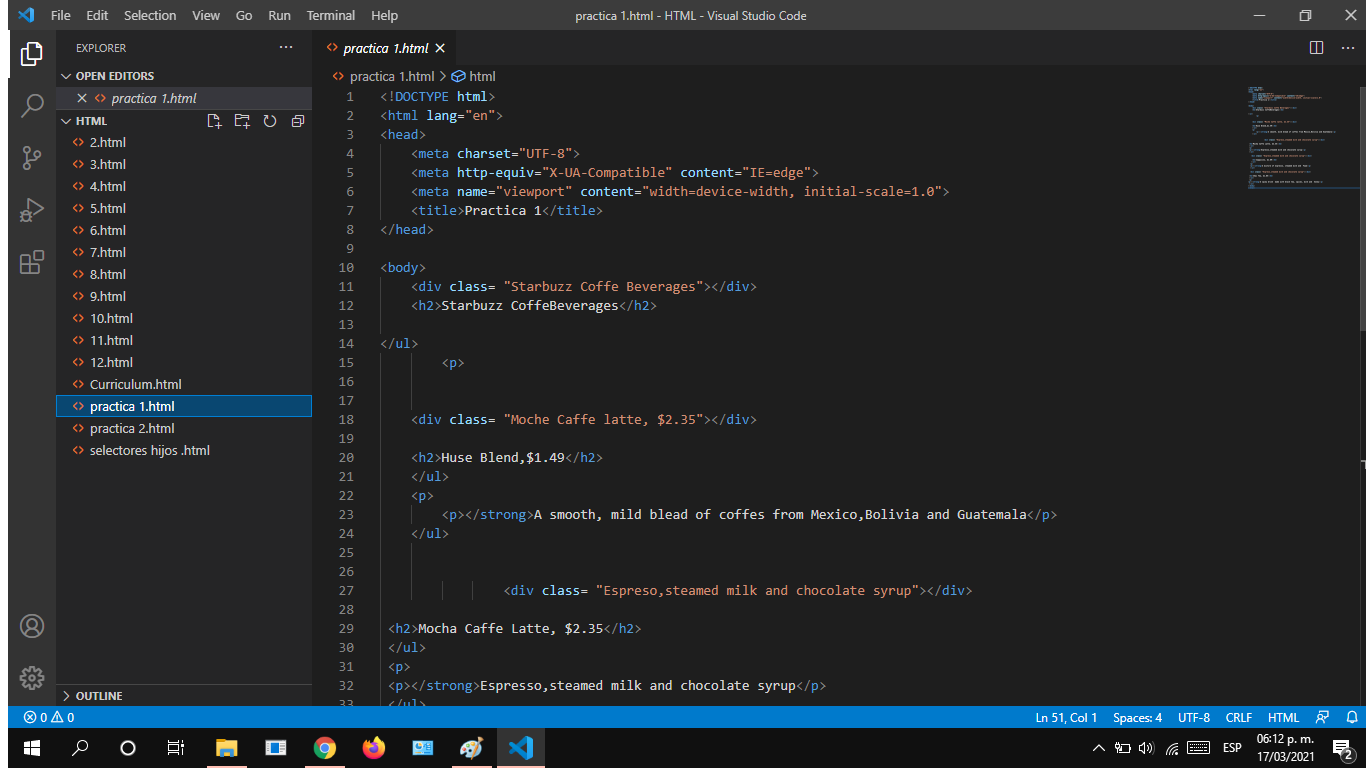 File Edit Selection View Go Run Terminal Help practica 1.html - HTML - Visual Studio Code
EXPLORER
OPEN EDITORS
practica 1.html
HTML
2.html
3.html
4.html
5.html
6.html
7.html
8.html
9.html
10.html
11.html
12.html
Curriculum.html
practica 1.html
practica 2.html
selectores hijos .html
OUTLINE
practica 1.html
practica 1.html > html
1 <!DOCTYPE html>
2 <html lang="en">
3 <head>
4 <meta charset="UTF-8">
5 <meta http-equiv="X-UA-Compatible" content="IE=edge">
6 <meta name="viewport" content="width=device-width, initial-scale=1.0">
7 <title>Practica 1</title>
8 </head>
9
10 <body>
11 <div class= "Starbuzz Coffe Beverages"></div>
12 <h2>Starbuzz CoffeBeverages</h2>
13
14 </ul>
15 <p>
16
17
18 <div class= "Moche Caffe latte, $2.35"></div>
19
20 <h2>Huse Blend,$1.49</h2>
21 </ul>
22 <p>
23 <p></strong>A smooth, mild blead of coffes from Mexico,Bolivia and Guatemala</p>
24 </ul>
25
26
27 <div class= "Espreso,steamed milk and chocolate syrup"></div>
28
29 <h2>Mocha Caffe Latte, $2.35</h2>
30 </ul>
31 <p>
32 <p></strong>Espresso,steamed milk and chocolate syrup</p>
33 </ul>
0 0 Ln 51, Col 1 Spaces: 4 UTF-8 CRLF HTML
ESP
06:12 p. m.
17/03/2021
2